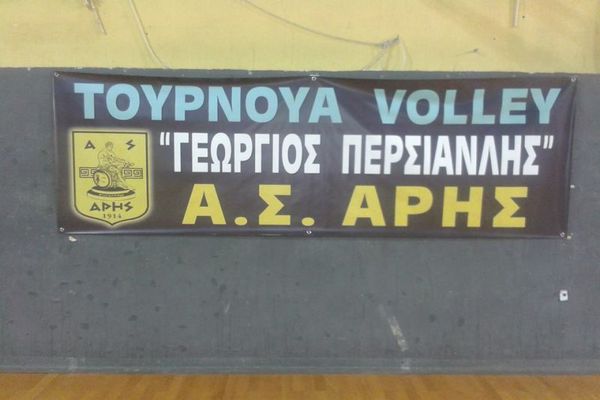 ΤΟΥΡΝΟΥΑ VOLLEY
"ΓΕΩΡΓΙΟΣ ΠΕΡΣΙΑΝΛΗΣ"
Α.Σ. ΑΡΗΣ
Α Σ
ΑΡΗΣ
1914